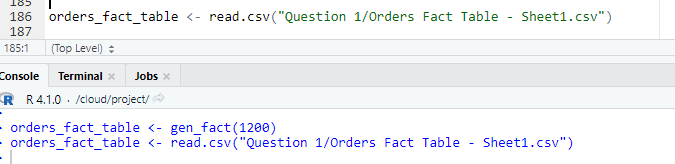 185
186 orders_fact_table <- read.csv("Question 1/Orders Fact Table - Sheet1.csv")
187
185:1 (Top Level)
Console Terminal × Jobs ×
R R 4.1.0 · /cloud/project/
> orders_fact_table <- gen_fact(1200)
> orders_fact_table <- read.csv("Question 1/Orders Fact Table - Sheet1.csv")
>